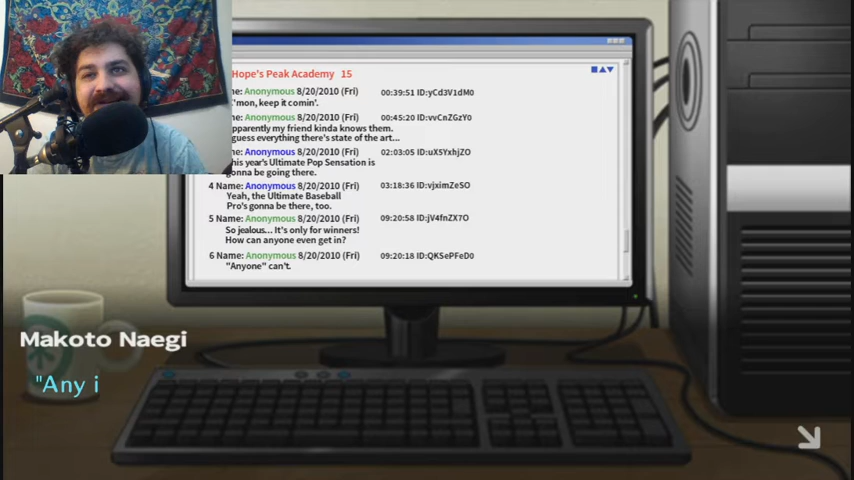 Hope's Peak Academy 15
me: Anonymous 8/20/2010 (Fri) 00:39:51 ID:yCd3V1dM0
C'mon, keep it comin'.
me: Anonymous 8/20/2010 (Fri) 00:45:20 ID:vvCnZGzY0
pparently my friend kinda knows them.
guess everything there's state of the art...
me: Anonymous 8/20/2010 (Fri) 02:03:05 ID:uX5YxhjZO
his year's Ultimate Pop Sensation is
gonna be going there.
4 Name: Anonymous 8/20/2010 (Fri) 03:18:36 ID:vjximZeSO
Yeah, the Ultimate Baseball
Pro's gonna be there, too.
5 Name: Anonymous 8/20/2010 (Fri) 09:20:58 ID:jV4fnZX7O
So jealous... It's only for winners!
How can anyone even get in?
6 Name: Anonymous 8/20/2010 (Fri) 09:20:18 ID:QKSePFeD0
"Anyone" can't.
Makoto Naegi
"Any i